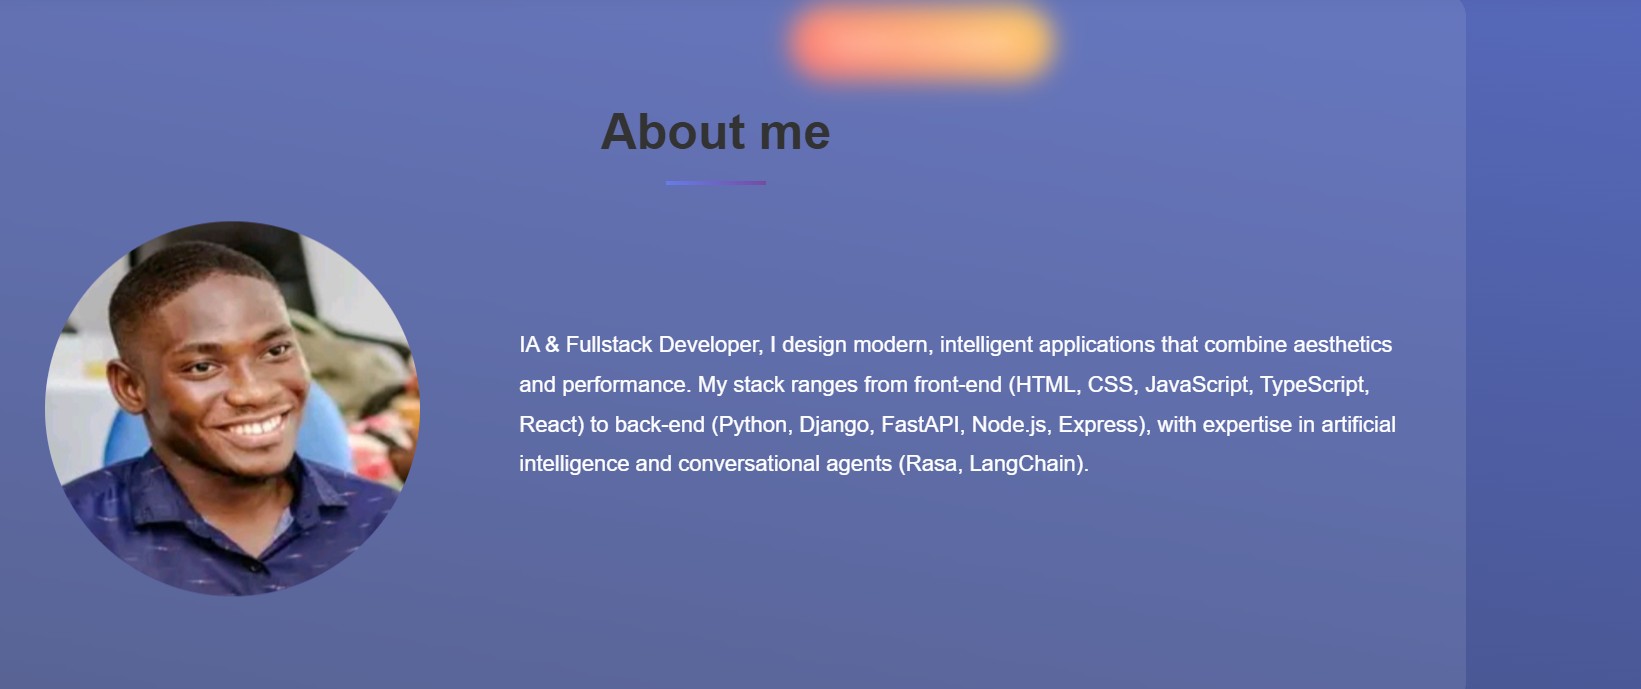 About me
IA & Fullstack Developer, I design modern, intelligent applications that combine aesthetics
and performance. My stack ranges from front-end (HTML, CSS, JavaScript, TypeScript,
React) to back-end (Python, Django, FastAPI, Node.js, Express), with expertise in artificial
intelligence and conversational agents (Rasa, LangChain).